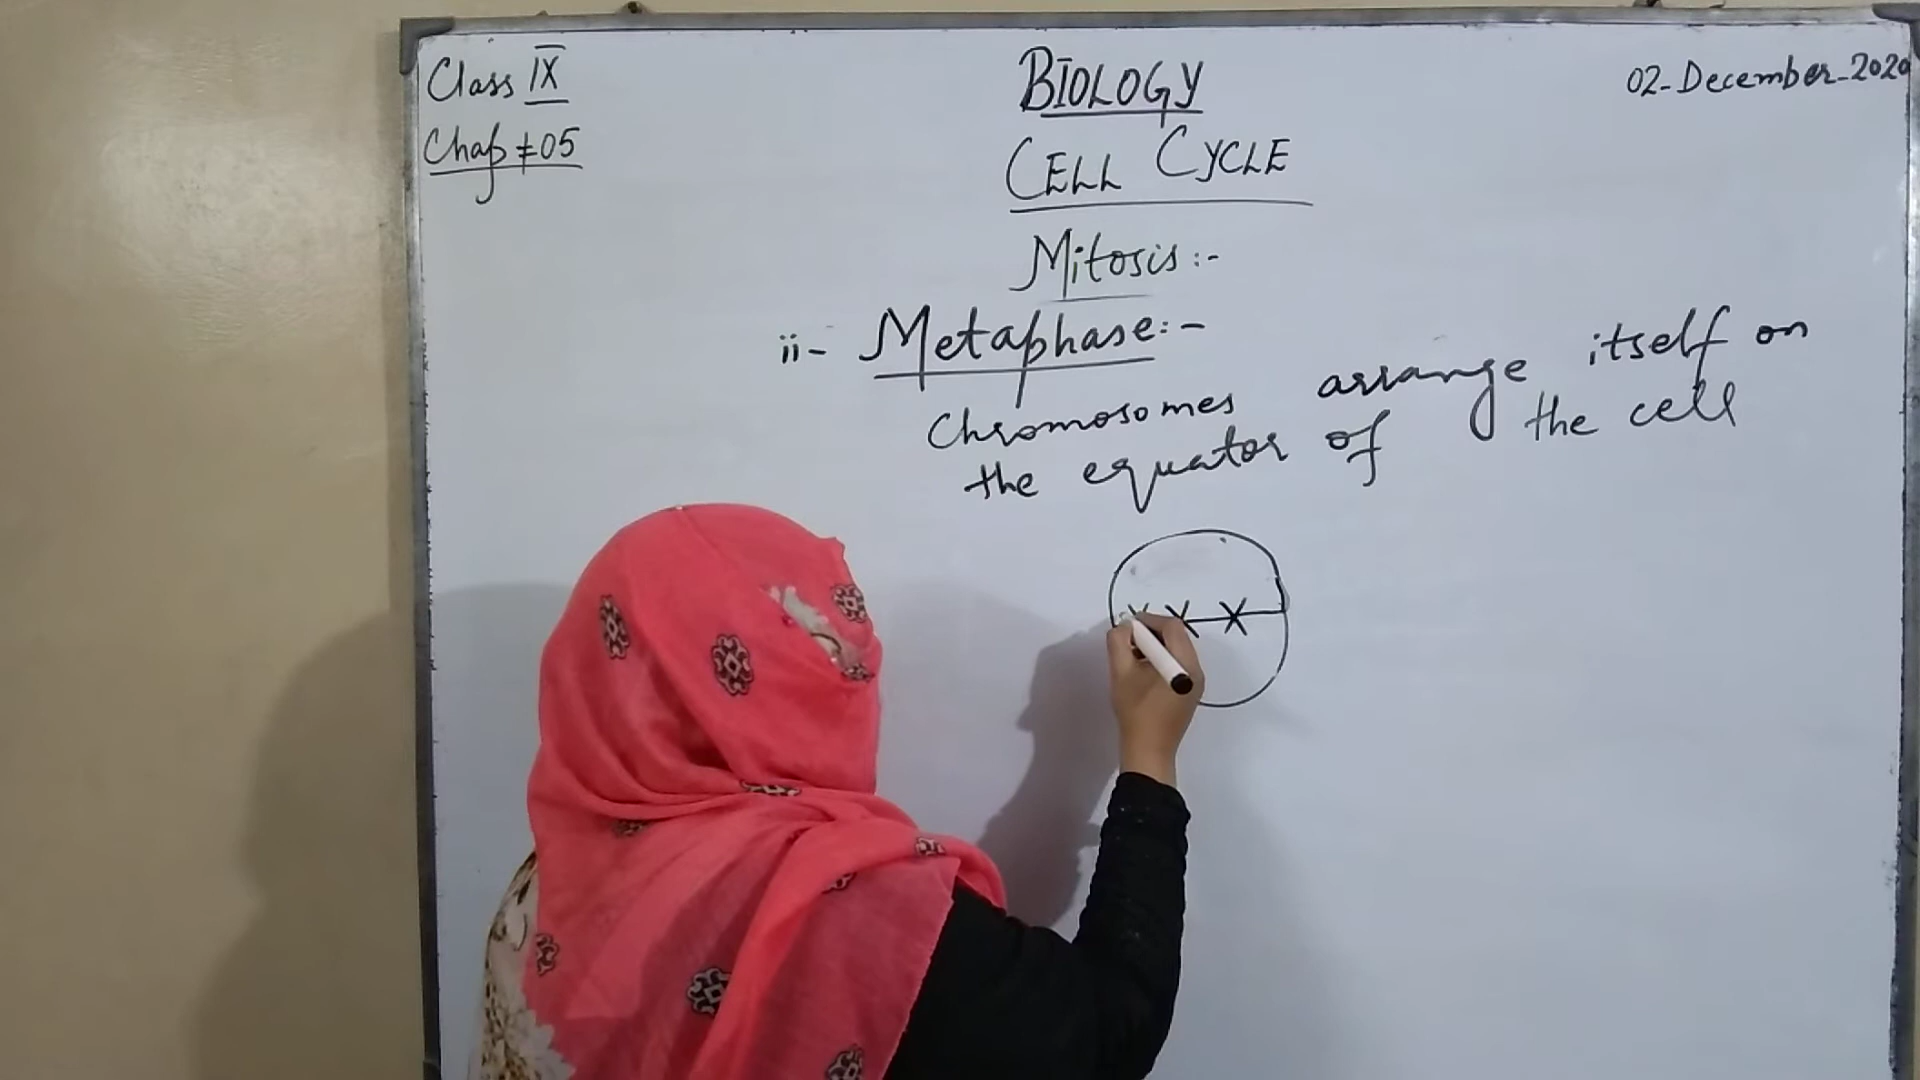 Class IX
Chap # 05
BIOLOGY
02-December-2020
CELL CYCLE
Mitosis:-
ii- Metaphase:-
Chromosomes arrange itself on
the equator of the cell